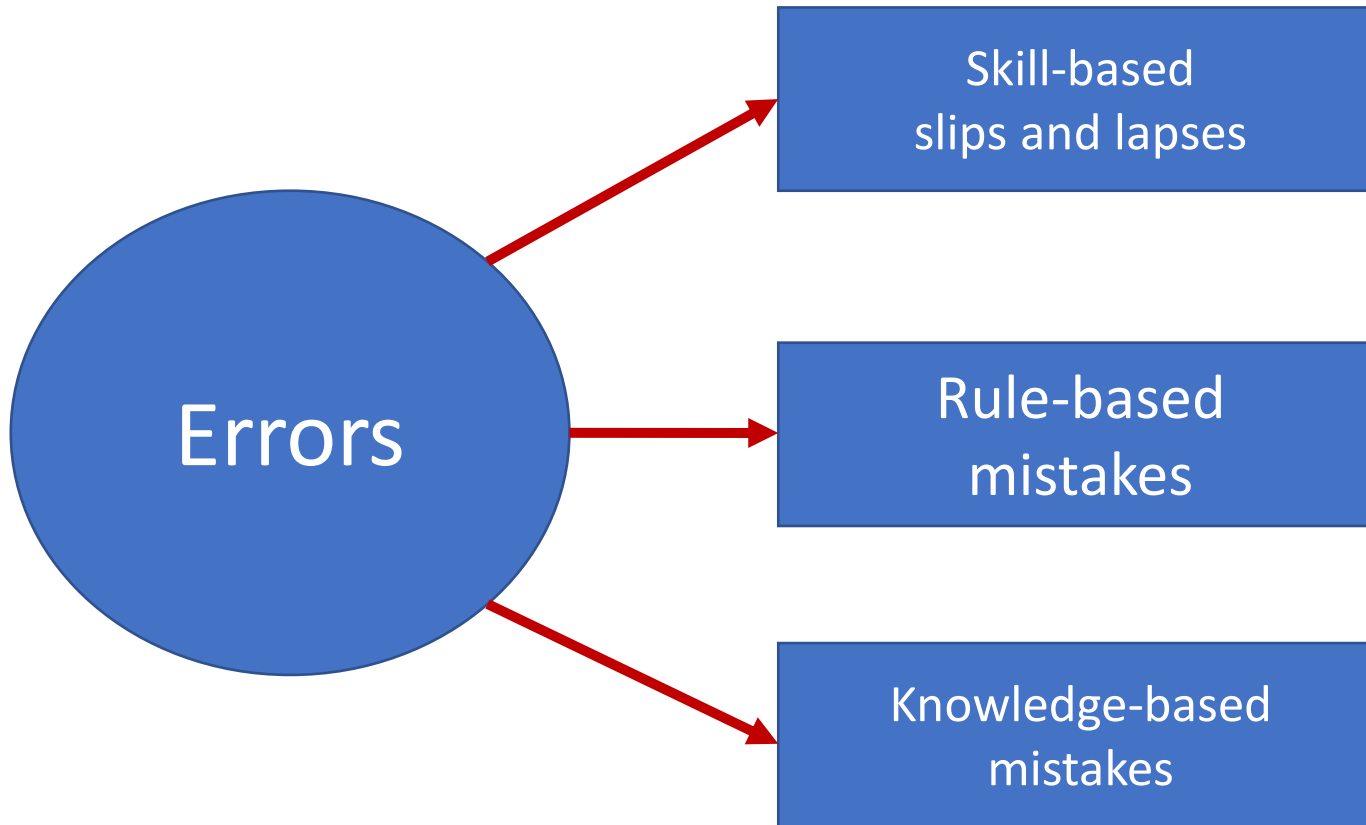 Errors
Skill-based
slips and lapses
Rule-based
mistakes
Knowledge-based
mistakes